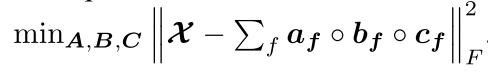 min_{A,B,C} ‖𝓧 − ∑_f a_f ∘ b_f ∘ c_f‖_F^2.